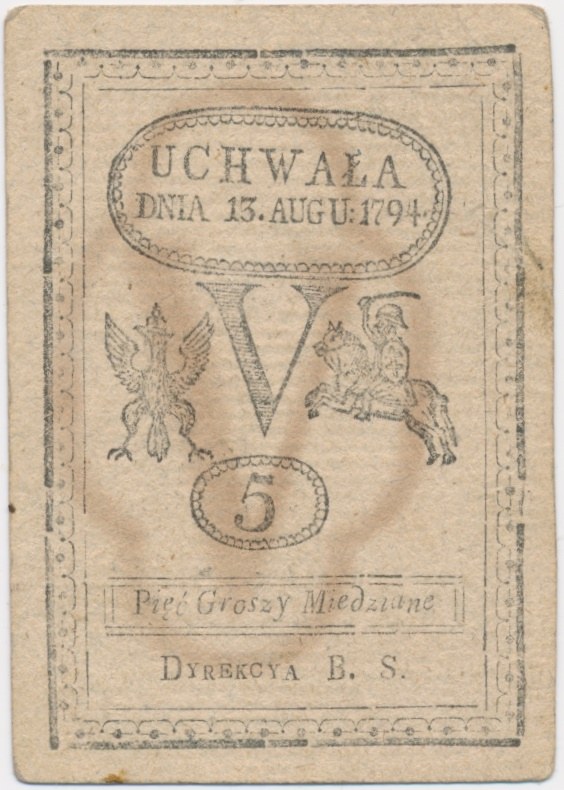 UCHWAŁA
DNIA 13. AUGU: 1794.
V
5
Pięć Groszy Miedziane
DYREKCYA B. S.